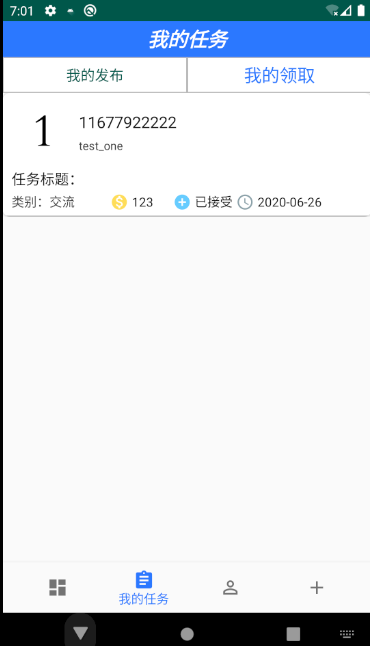 7:01
我的任务
我的发布 我的领取
1
11677922222
test_one
任务标题：
类别：交流 123 已接受 2020-06-26
我的任务